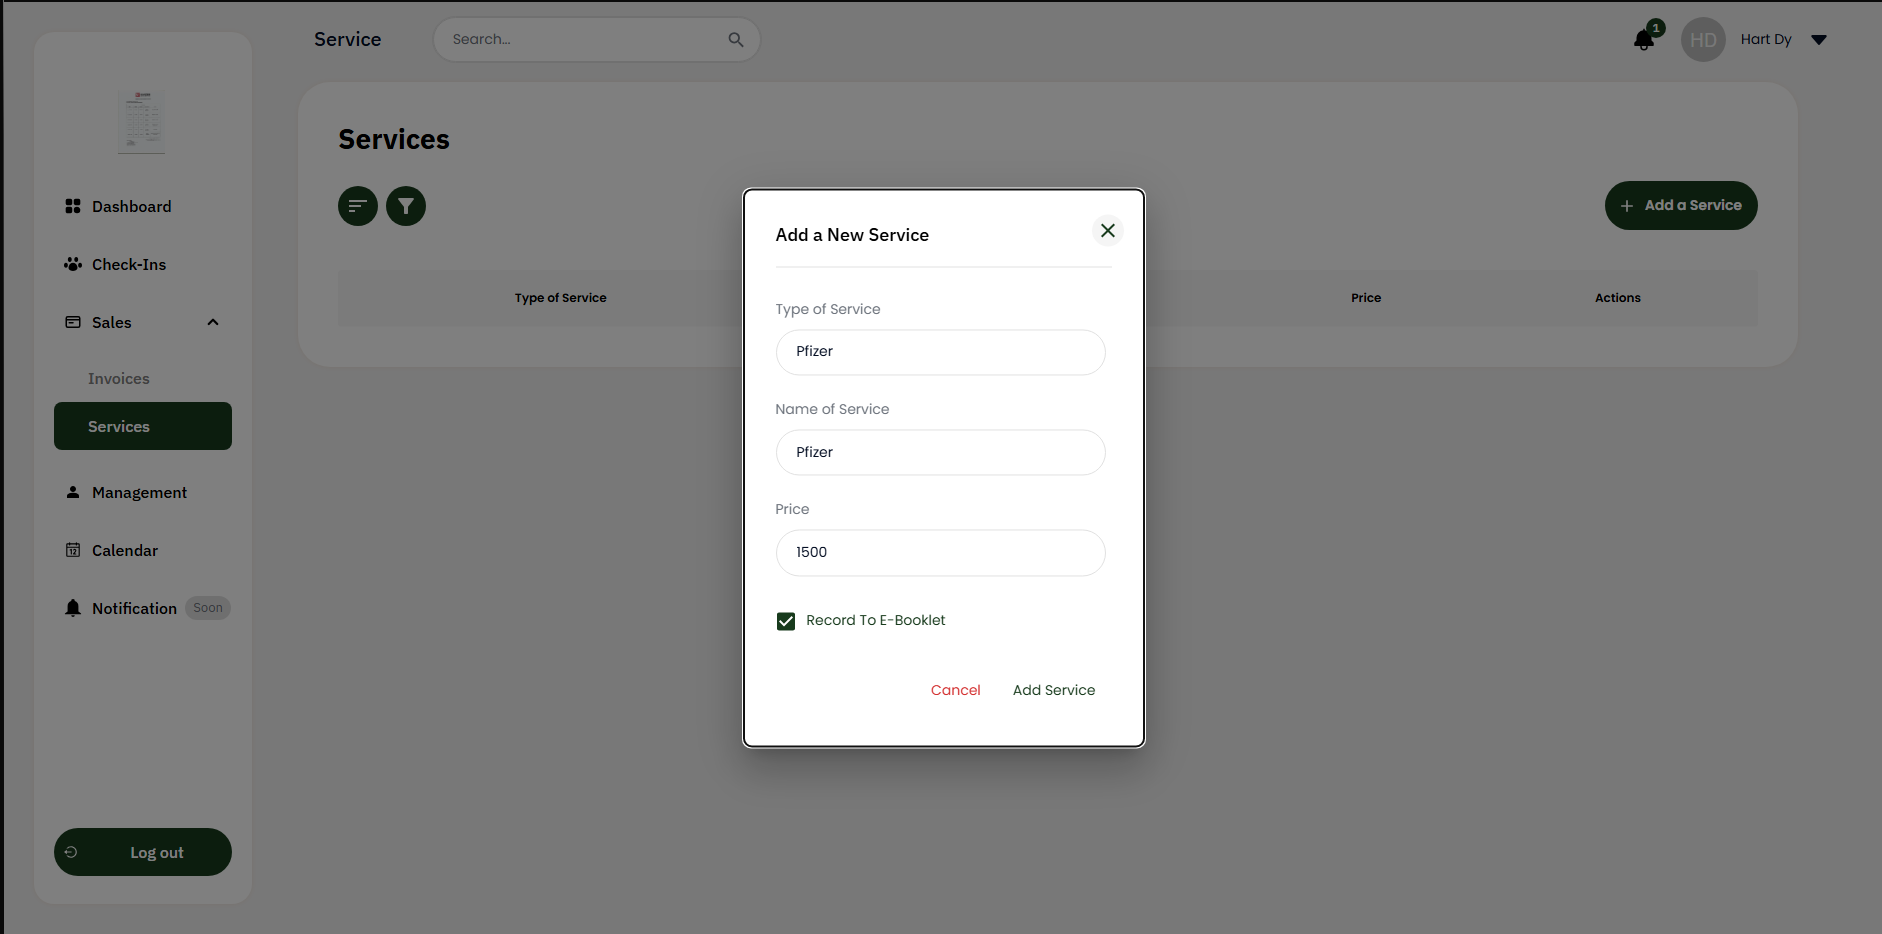 Service
Search...
1
HD
Hart Dy
Services
Add a Service
Type of Service
Price
Actions
Dashboard
Check-Ins
Sales
Invoices
Services
Management
12
Calendar
Notification
Soon
Log out
Add a New Service
Type of Service
Pfizer
Name of Service
Pfizer
Price
1500
Record To E-Booklet
Cancel
Add Service